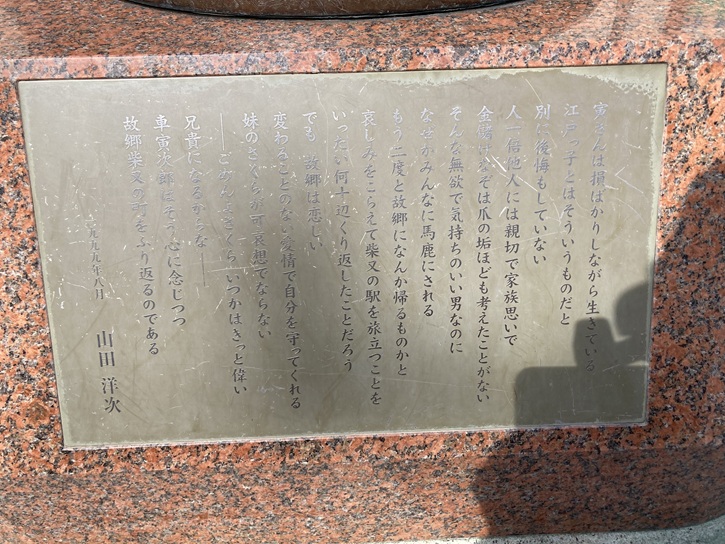 寅さんは損ばかりしながら生きている
江戸っ子とはそういうものだと
別に後悔もしていない
人一倍他人には親切で家族思いで
金儲けなぞは爪の垢ほども考えたことがない
そんな無欲で気持ちのいい男なのに
なぜかみんなに馬鹿にされる
もう二度と故郷になんか帰るものかと
哀しみをこらえて柴又の駅を旅立つことを
いったい何十辺くり返したことだろう
でも 故郷は恋しい
変わることのない愛情で自分を守ってくれる
妹のさくらが可哀想でならない
――ごめんよさくら いつかはきっと偉い
兄貴になるからな――
車寅次郎はそう心に念じつつ
故郷柴又の町をふり返るのである
一九九九年八月
山田 洋次